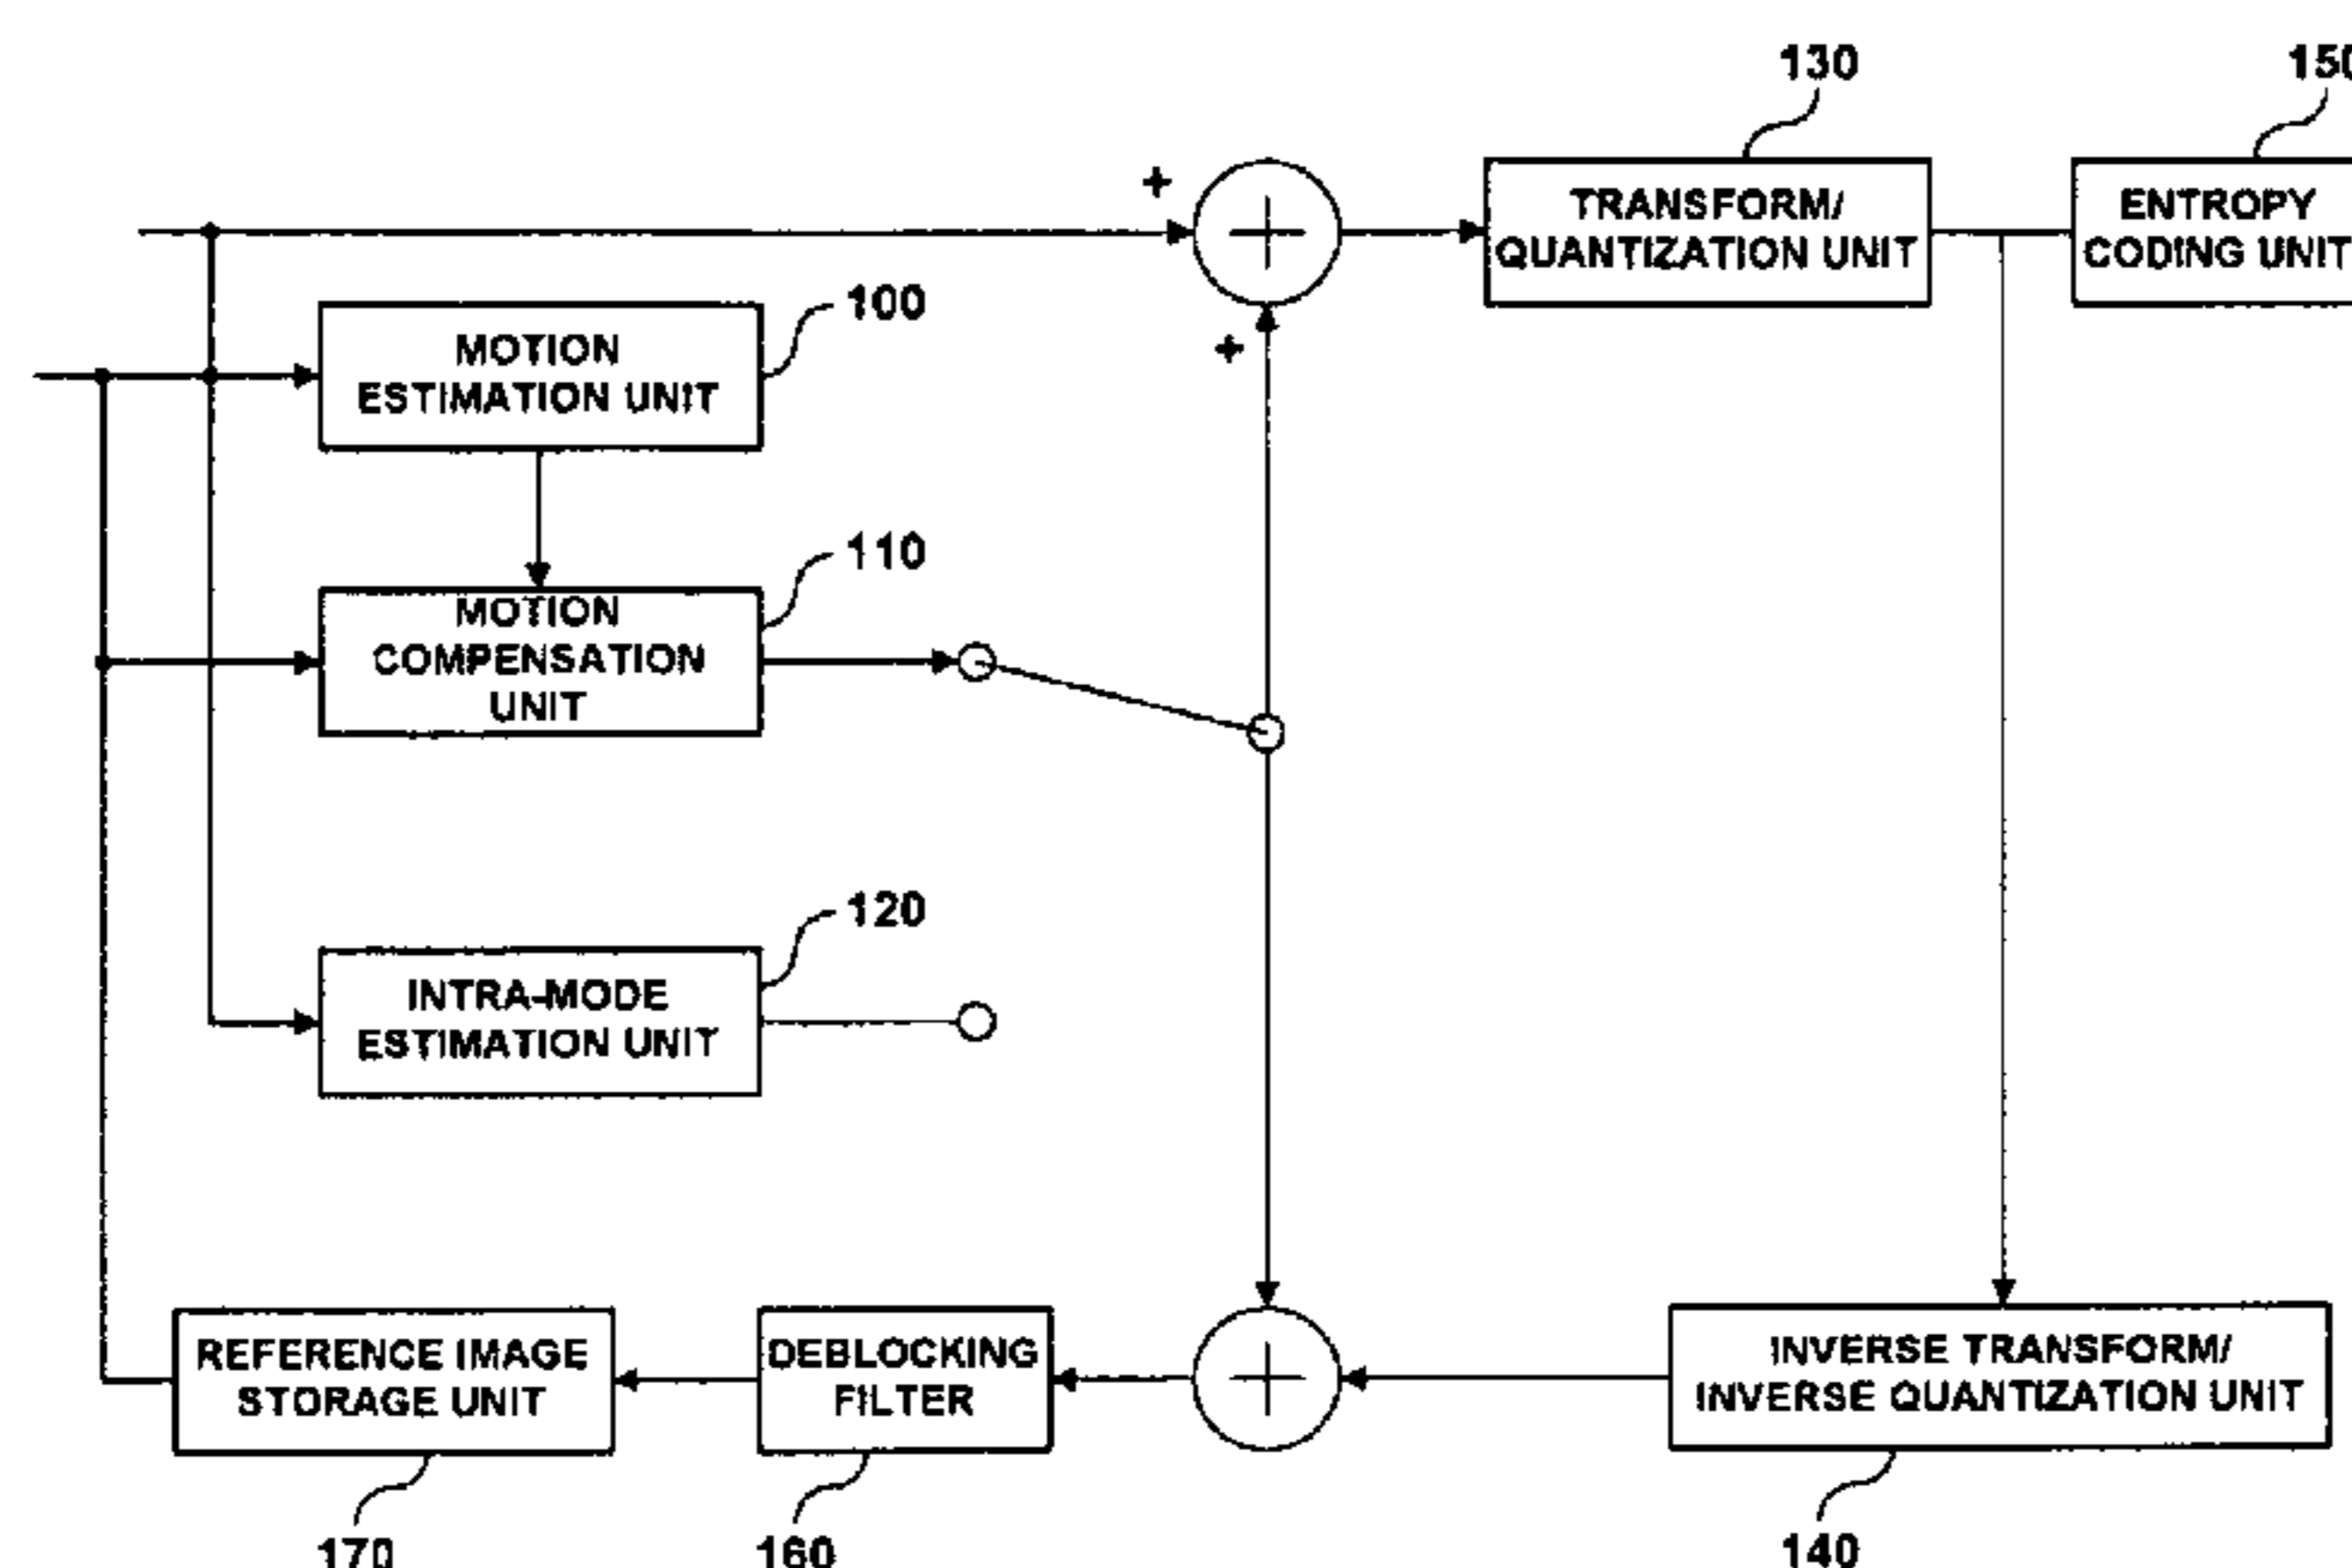 130
150
+
TRANSFORM/
QUANTIZATION UNIT
ENTROPY
CODING UNIT
+
100
MOTION
ESTIMATION UNIT
110
MOTION
COMPENSATION
UNIT
120
INTRA-MODE
ESTIMATION UNIT
REFERENCE IMAGE
STORAGE UNIT
DEBLOCKING
FILTER
INVERSE TRANSFORM/
INVERSE QUANTIZATION UNIT
170
160
140